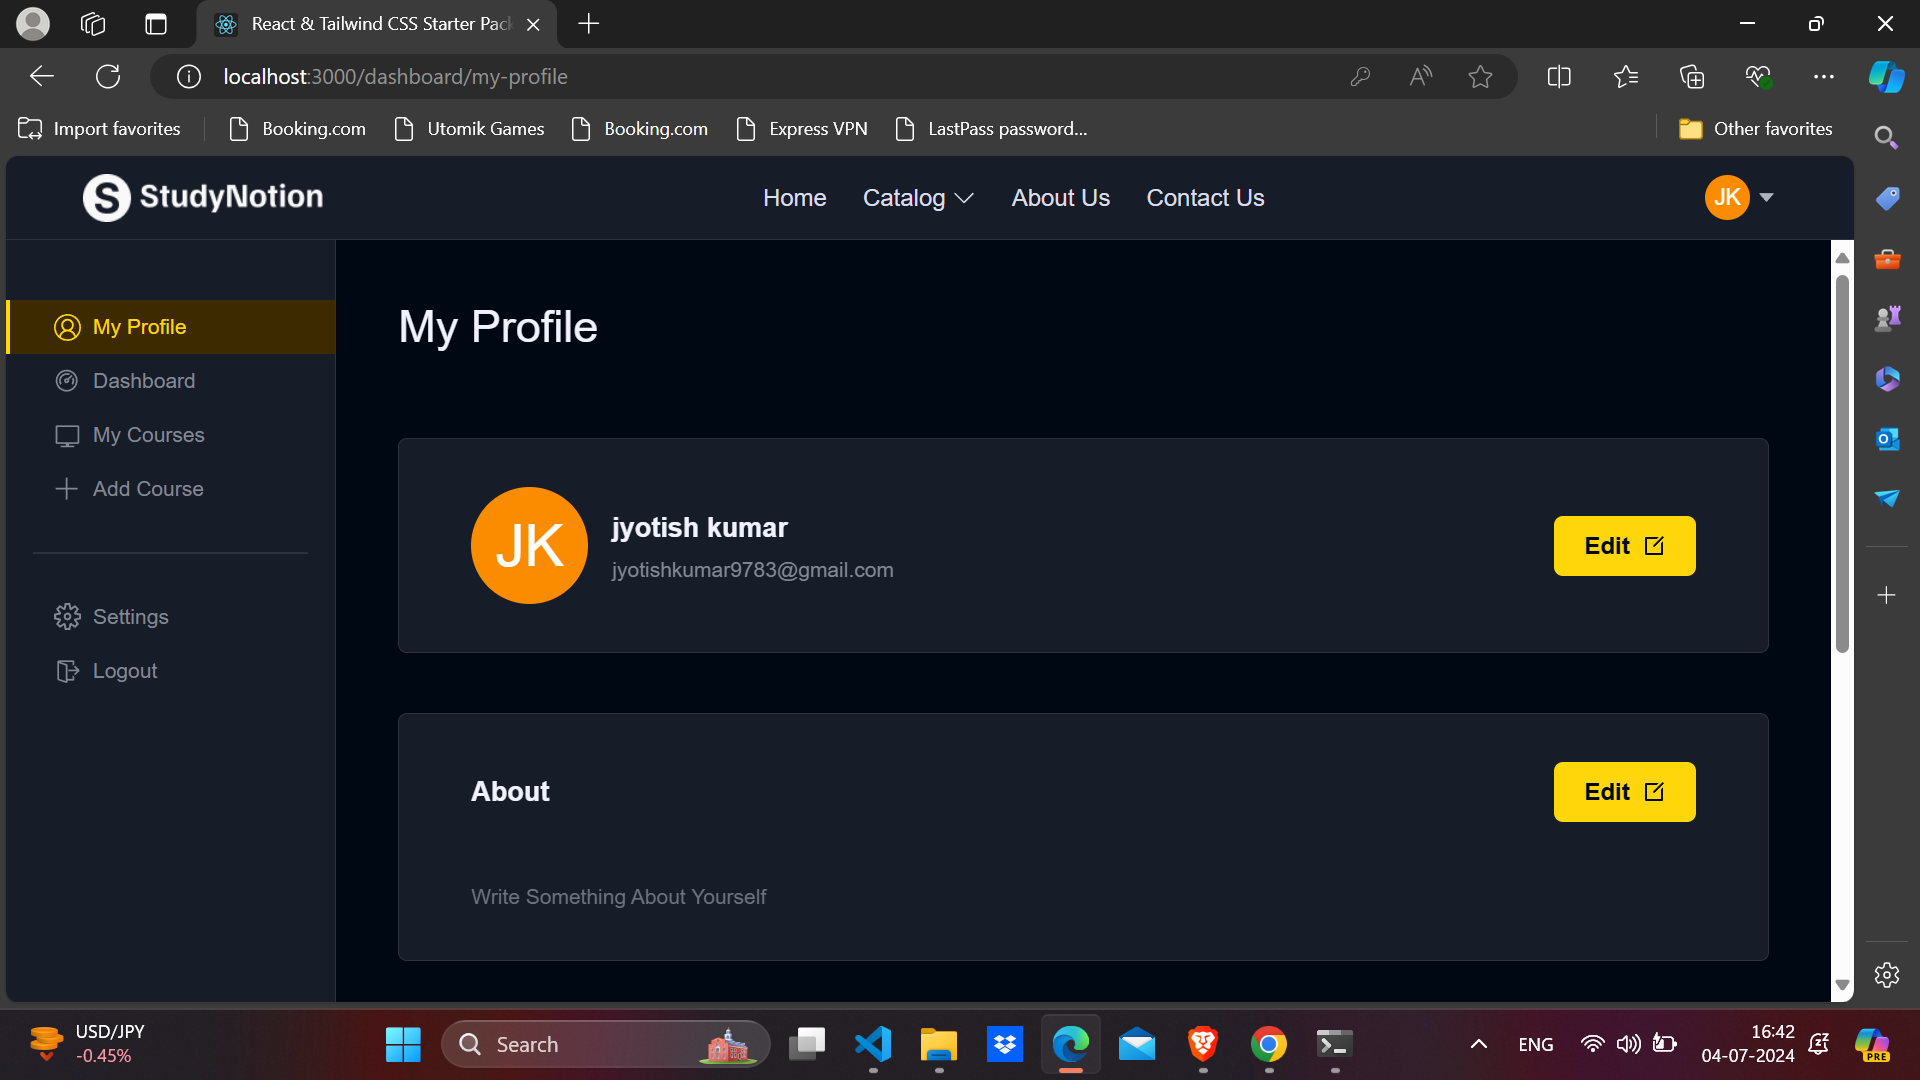 React & Tailwind CSS Starter Pack
localhost:3000/dashboard/my-profile
Import favorites
Booking.com
Utomik Games
Booking.com
Express VPN
LastPass password...
Other favorites
S StudyNotion
Home
Catalog
About Us
Contact Us
JK
My Profile
Dashboard
My Courses
Add Course
Settings
Logout
My Profile
JK
jyotish kumar
jyotishkumar9783@gmail.com
Edit
About
Edit
Write Something About Yourself
USD/JPY
-0.45%
Search
ENG
16:42
04-07-2024
PRE